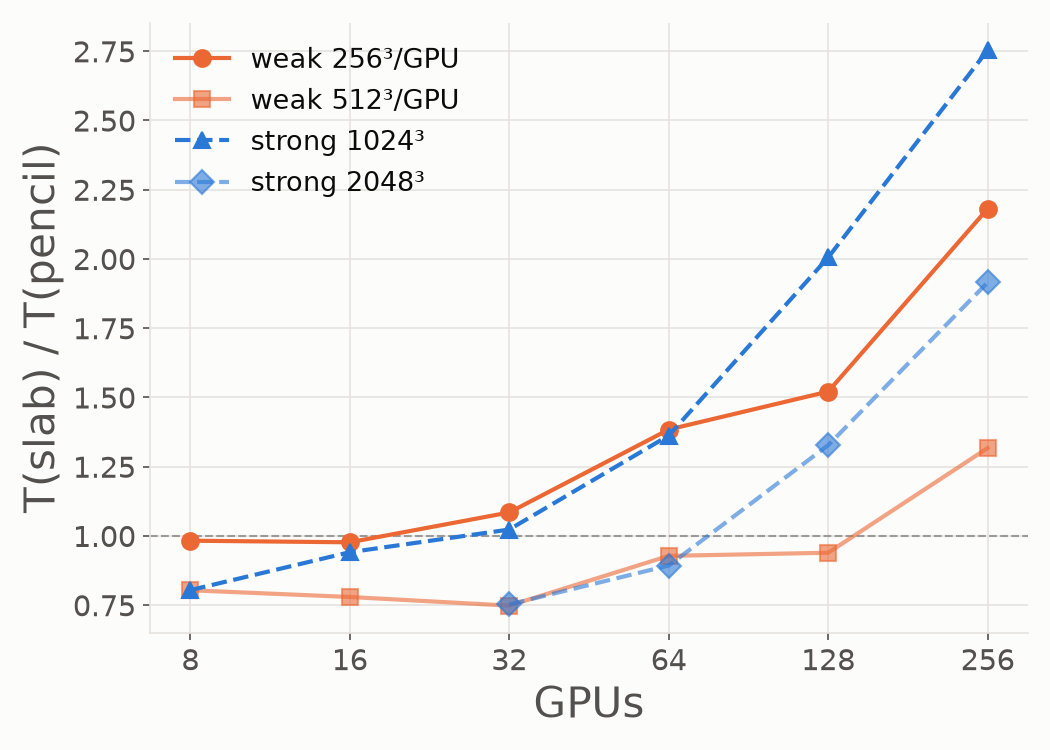 T(slab) / T(pencil)
2.75
2.50
2.25
2.00
1.75
1.50
1.25
1.00
0.75
weak 256³/GPU
weak 512³/GPU
strong 1024³
strong 2048³
8 16 32 64 128 256
GPUs